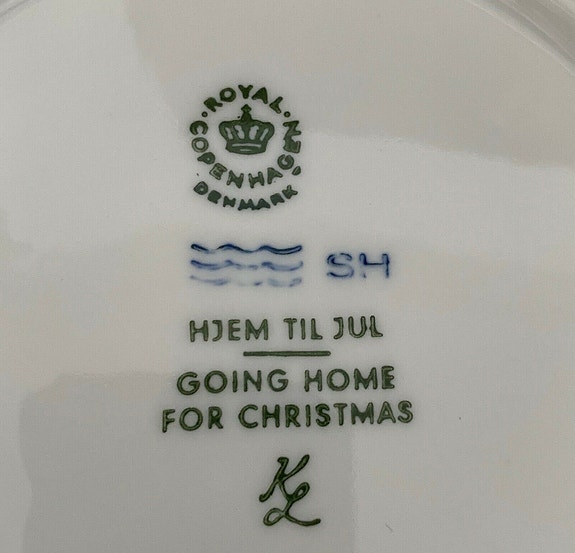 ROYAL
COPENHAGEN
DENMARK
SH
HJEM TIL JUL
GOING HOME
FOR CHRISTMAS
KL